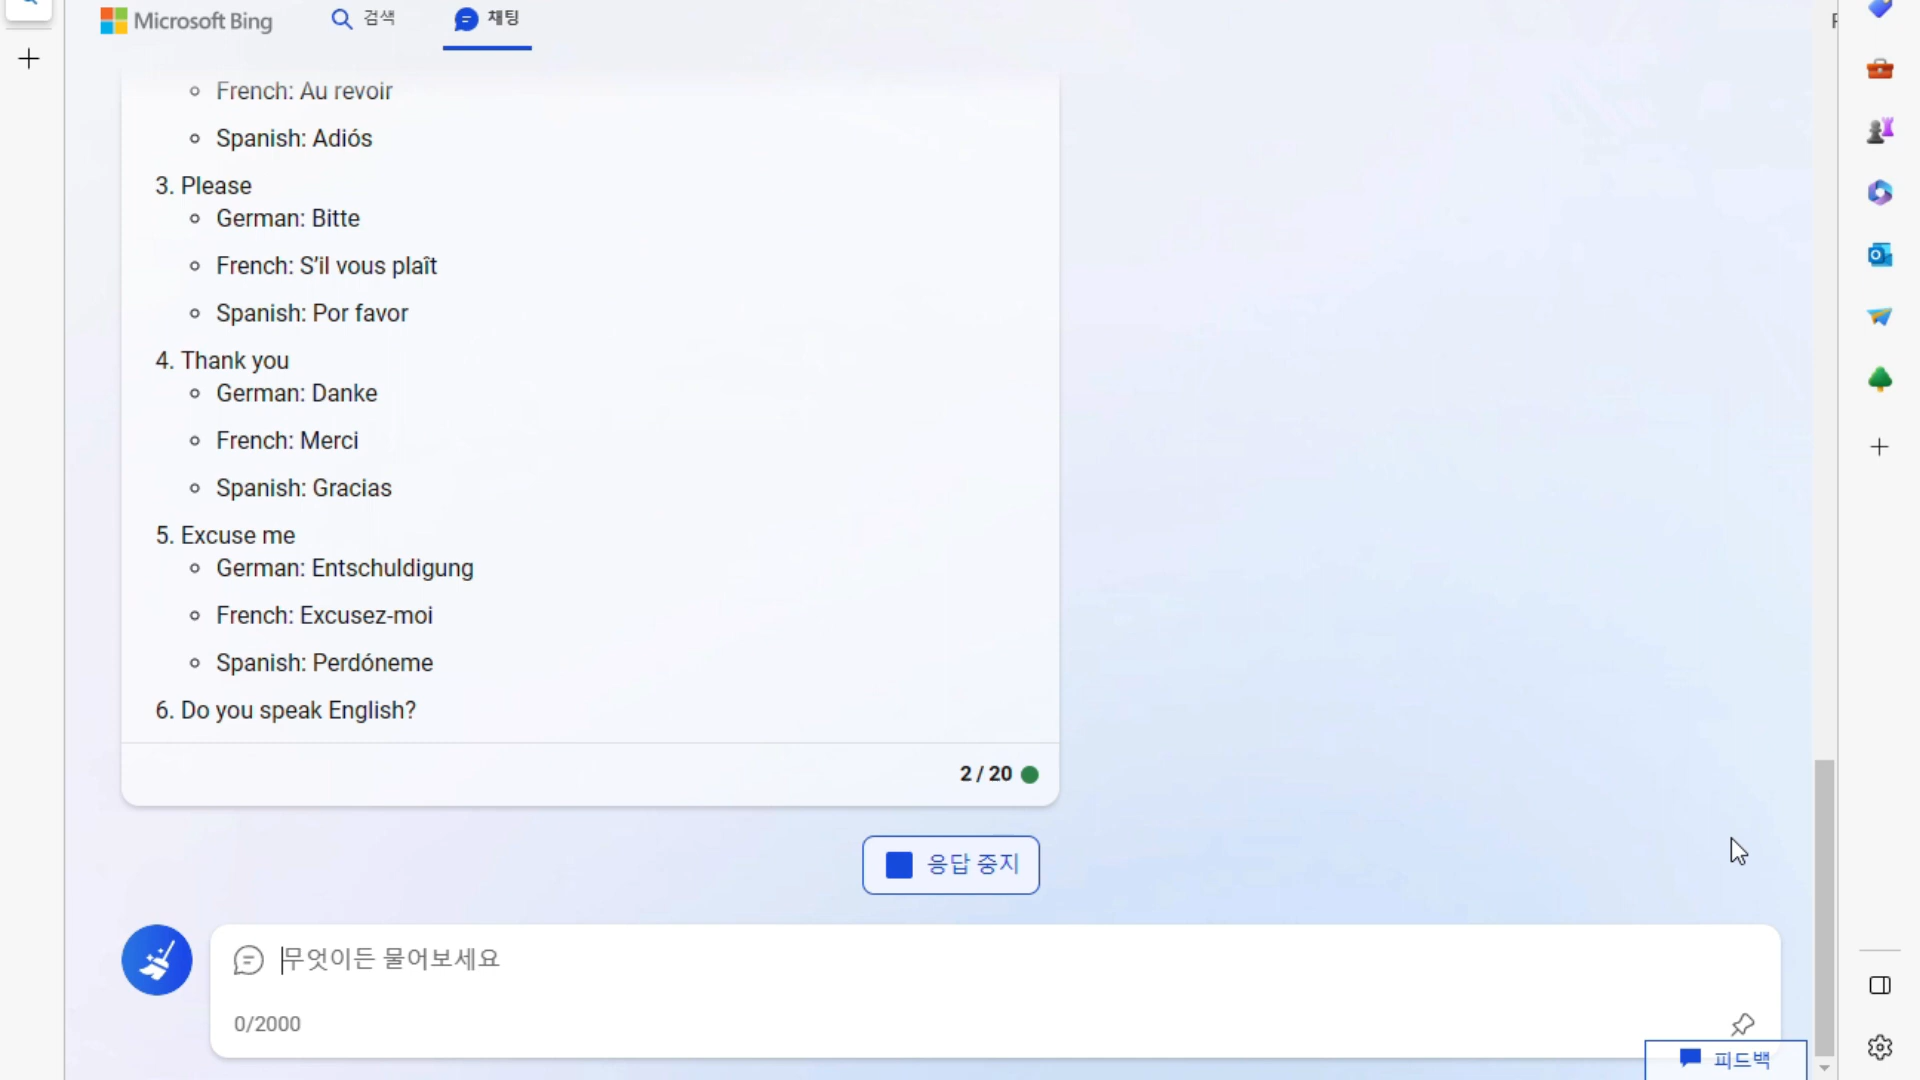 Microsoft Bing
검색
채팅
French: Au revoir
Spanish: Adiós
3. Please
German: Bitte
French: S’il vous plaît
Spanish: Por favor
4. Thank you
German: Danke
French: Merci
Spanish: Gracias
5. Excuse me
German: Entschuldigung
French: Excusez-moi
Spanish: Perdóneme
6. Do you speak English?
2 / 20
응답 중지
무엇이든 물어보세요
0/2000
피드백